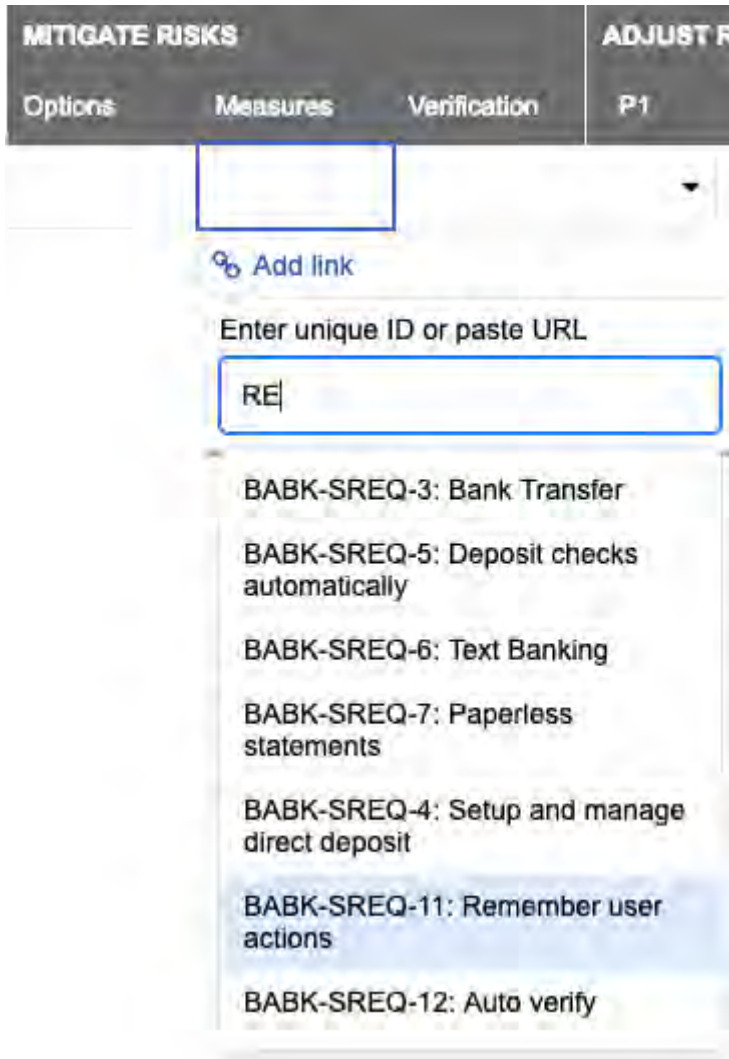 MITIGATE RISKS ADJUST R
Options Measures Verification P1
Add link
Enter unique ID or paste URL
RE
BABK-SREQ-3: Bank Transfer
BABK-SREQ-5: Deposit checks
automatically
BABK-SREQ-6: Text Banking
BABK-SREQ-7: Paperless
statements
BABK-SREQ-4: Setup and manage
direct deposit
BABK-SREQ-11: Remember user
actions
BABK-SREQ-12: Auto verify